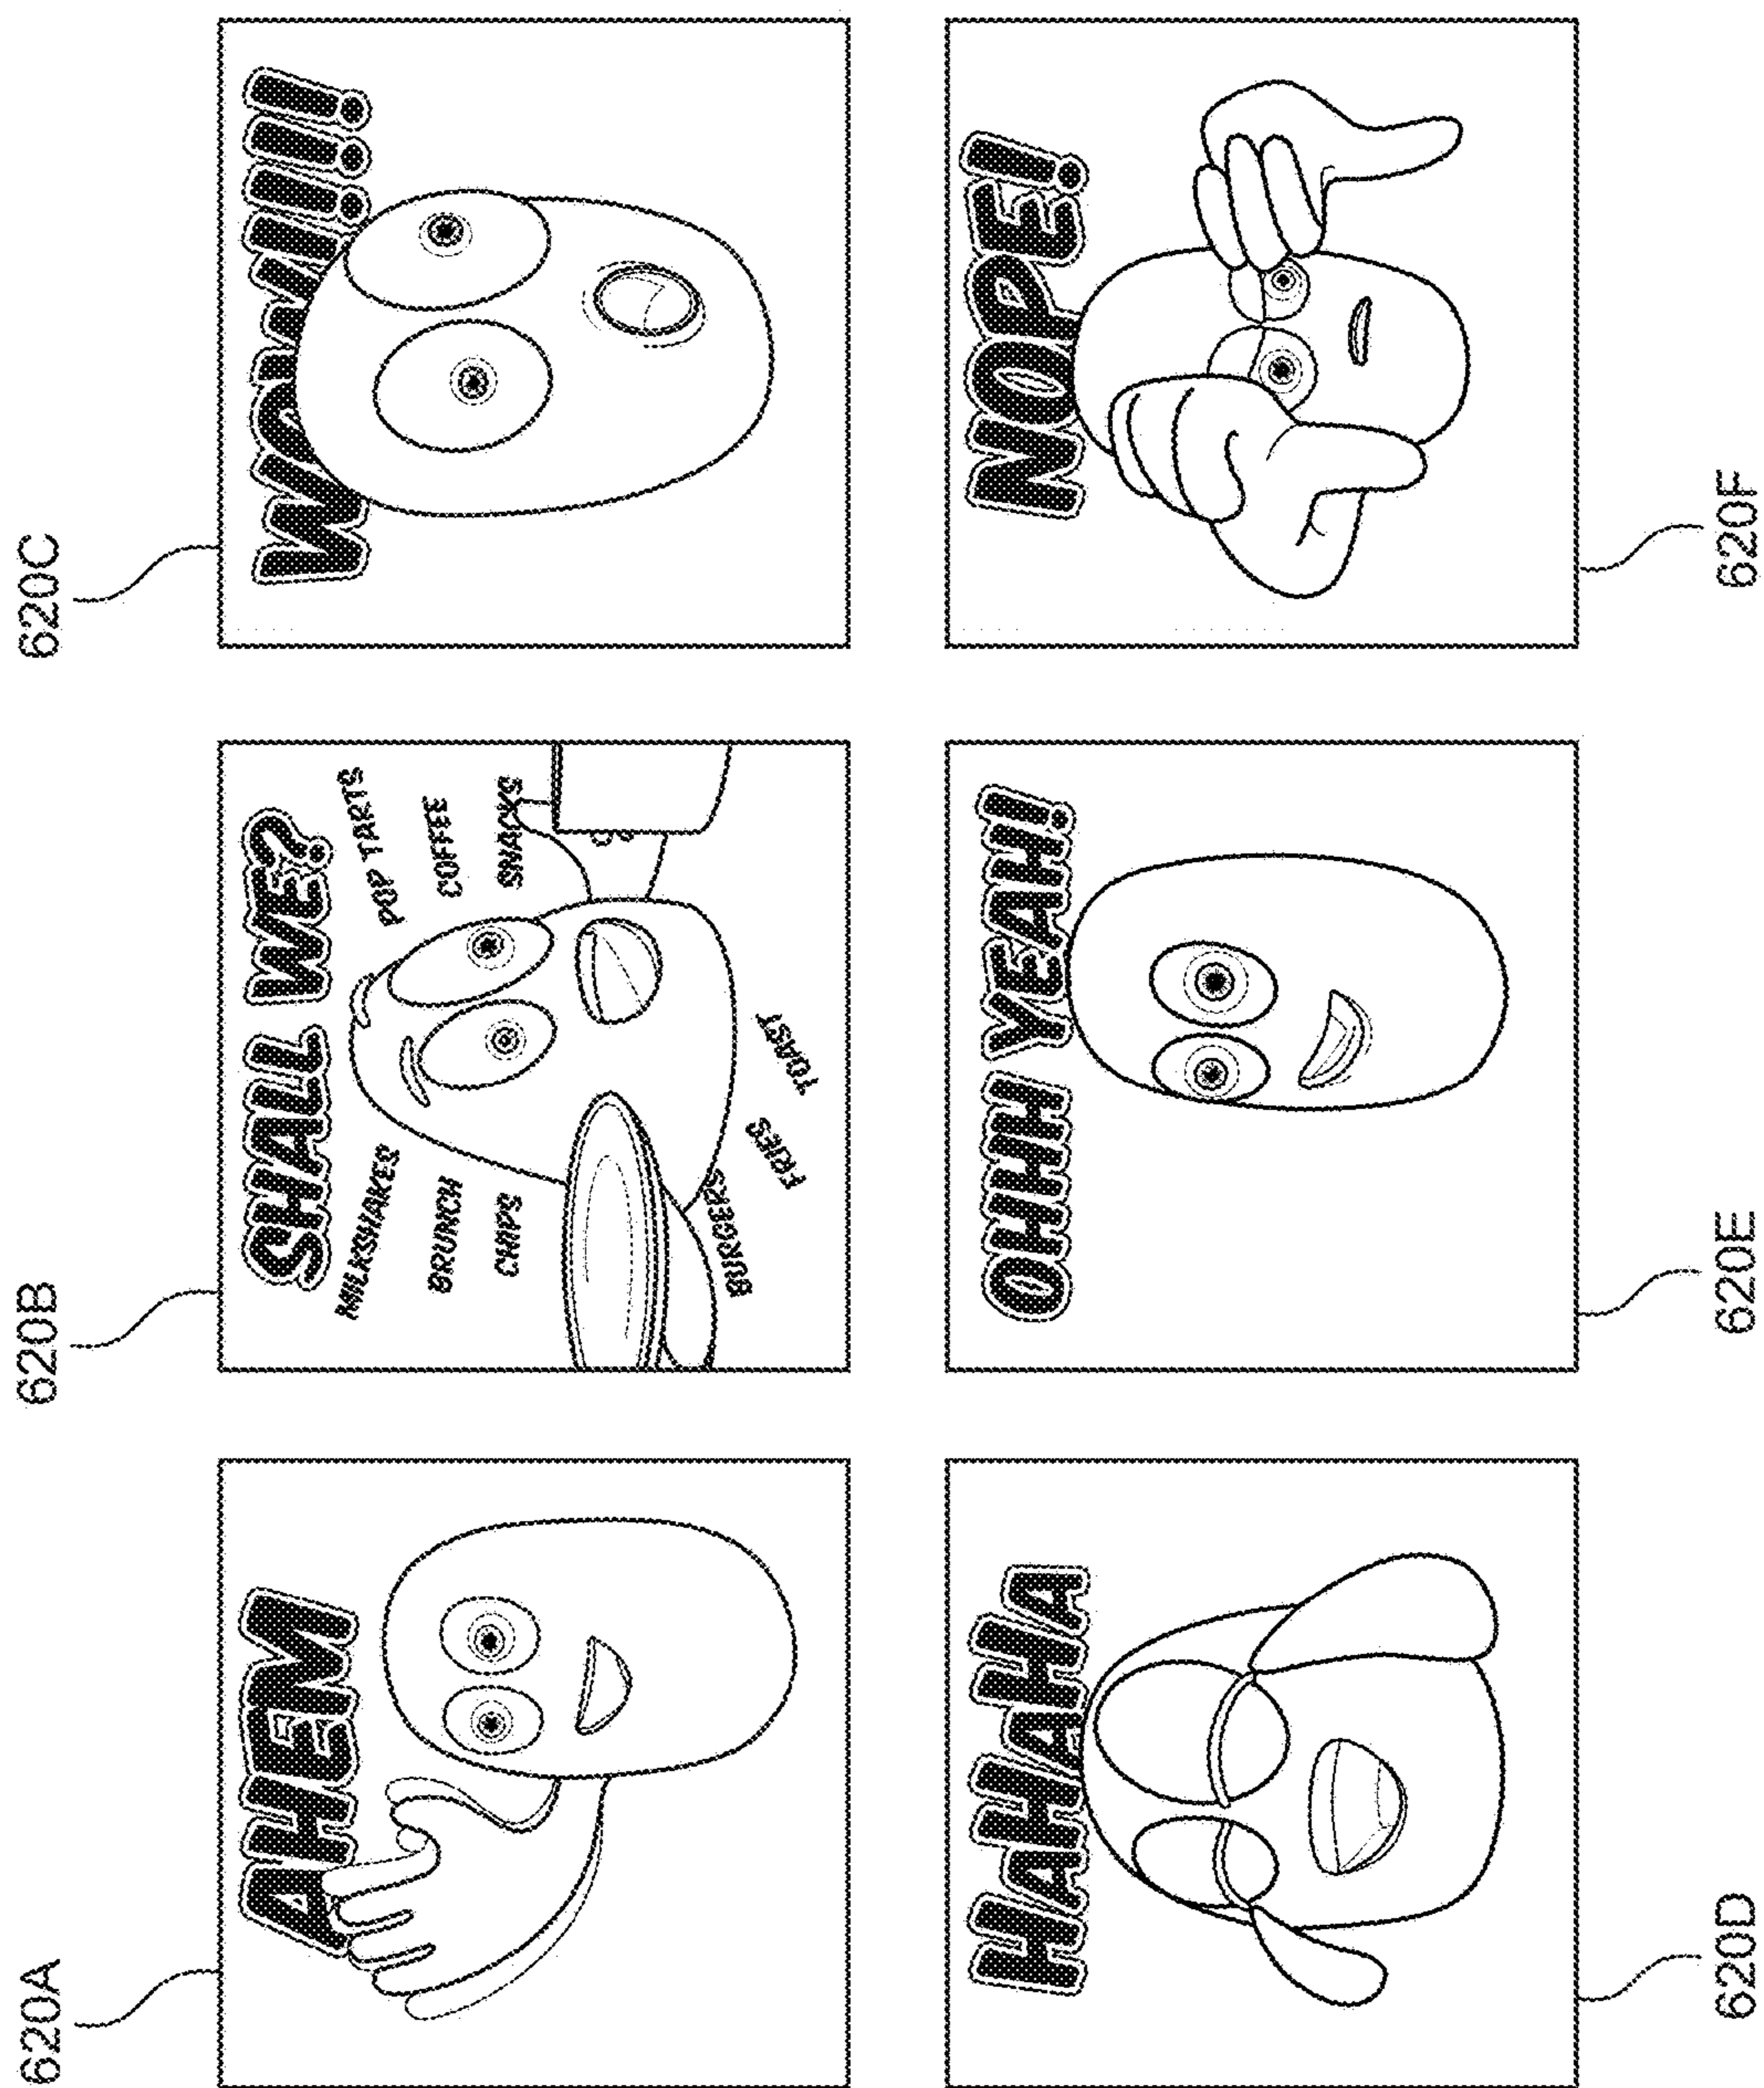 620A
620B
620C
AHEM
SHALL WE?
MILKSHAKES
POP TARTS
BRUNCH
COFFEE
CHIPS
SNACKS
BURGERS
FRIES
TOAST
WOW!!!!!!
HAHAHA
OHHH YEAH!
NOPE!
620D
620E
620F